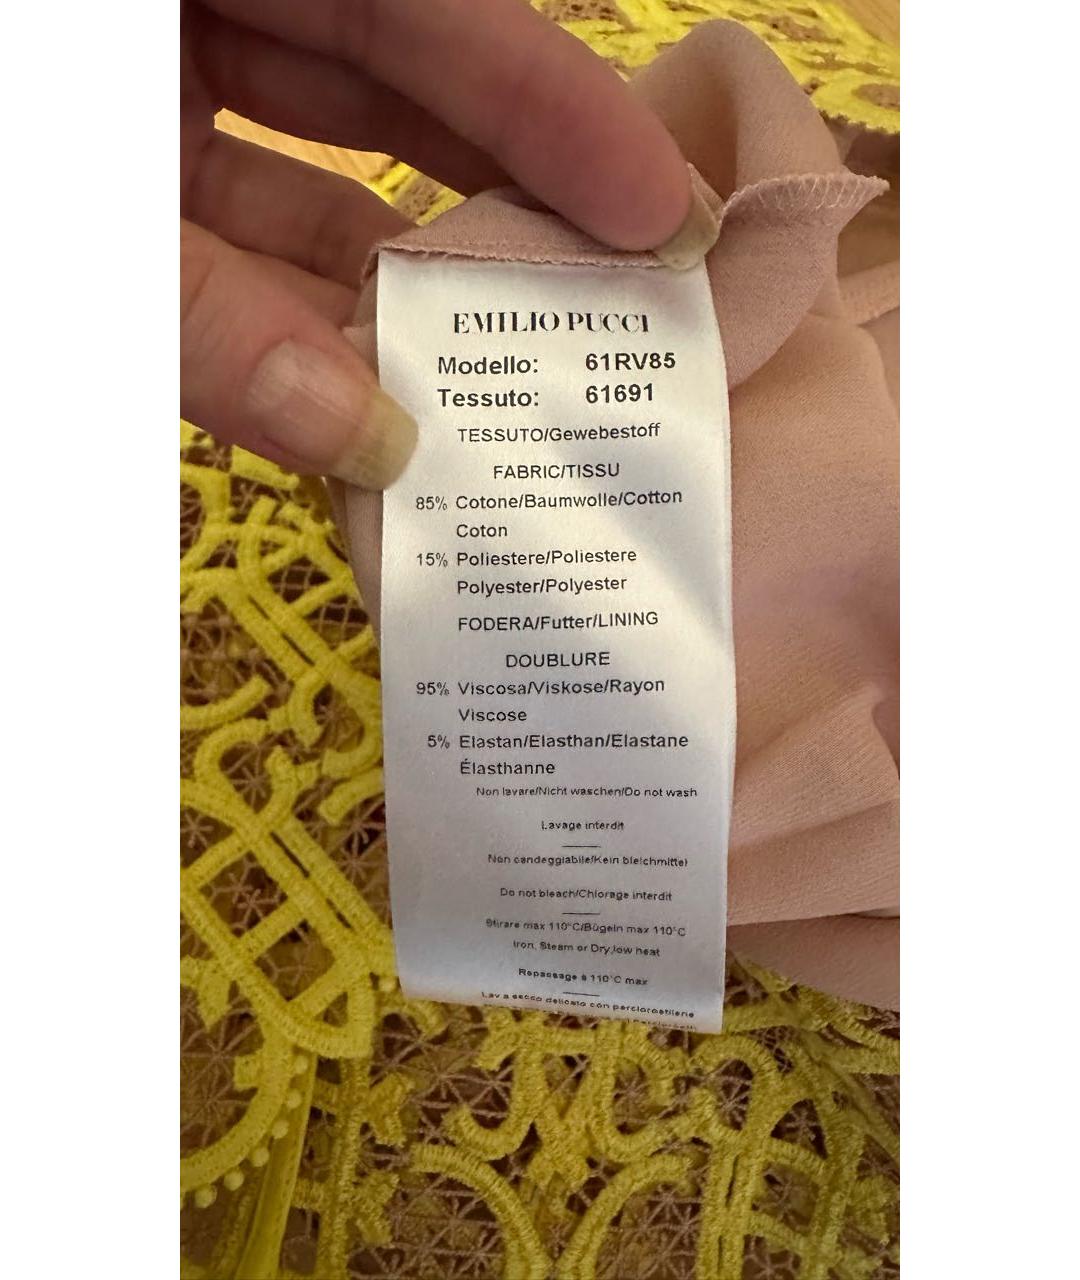 EMILIO PUCCI
Modello: 61RV85
Tessuto: 61691
TESSUTO/Gewebestoff
FABRIC/TISSU
85% Cotone/Baumwolle/Cotton
Coton
15% Poliestere/Poliestere
Polyester/Polyester
FODERA/Futter/LINING
DOUBLURE
95% Viscosa/Viskose/Rayon
Viscose
5% Elastan/Elasthan/Elastane
Élasthanne
Non lavare/Nicht waschen/Do not wash
Lavage interdit
Non candeggiabile/Kein bleichmittel
Do not bleach/Chlorage interdit
Stirare max 110°C/Bügeln max 110°C
Iron, Steam or Dry,low heat
Repassage à 110°C max
Lav a secco delicato con percloroetilene